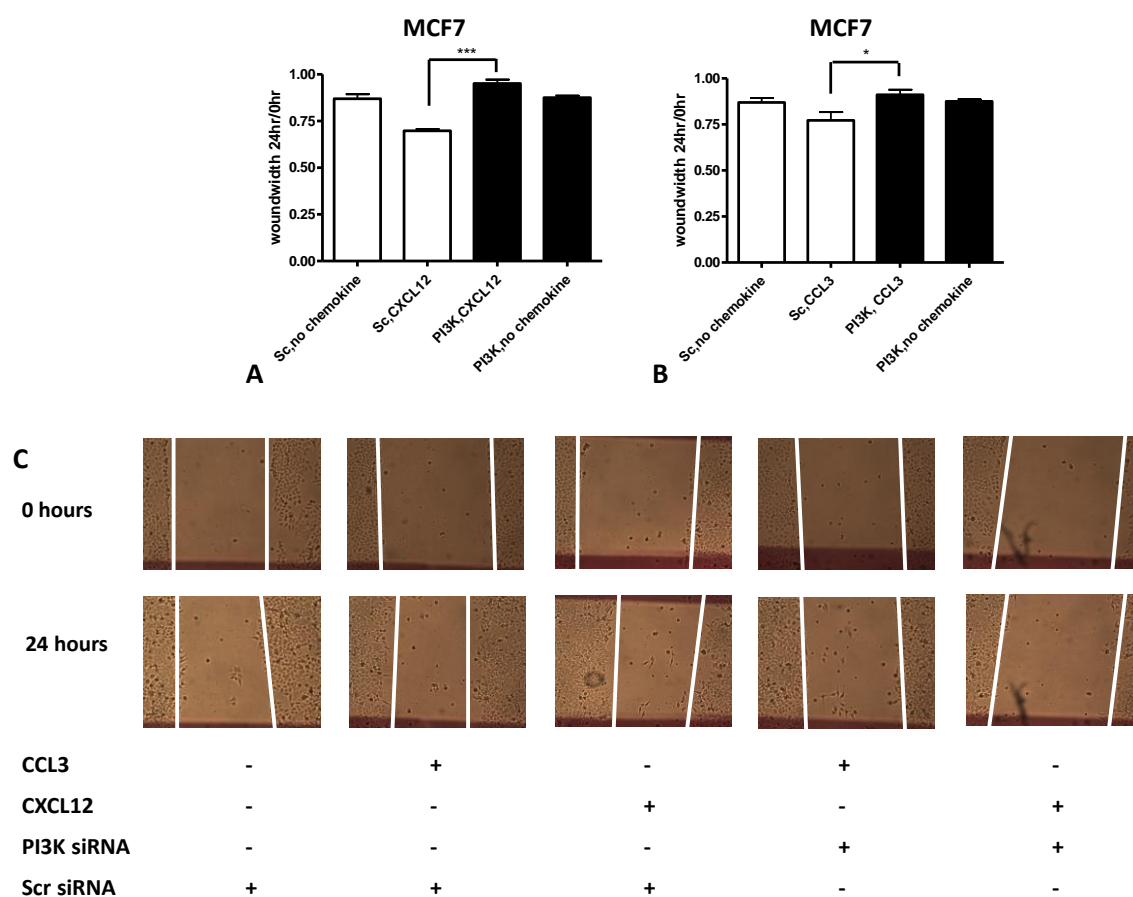 MCF7
***
1.00
0.75
0.50
0.25
0.00
woundwidth 24hr/0hr
Sc,no chemokine
Sc,CXCL12
PI3K,CXCL12
PI3K,no chemokine
A
MCF7
*
1.00
0.75
0.50
0.25
0.00
woundwidth 24hr/0hr
Sc,no chemokine
Sc,CCL3
PI3K, CCL3
PI3K,no chemokine
B
C
0 hours
24 hours
CCL3 - + - + -
CXCL12 - - + - +
PI3K siRNA - - - + +
Scr siRNA + + + - -